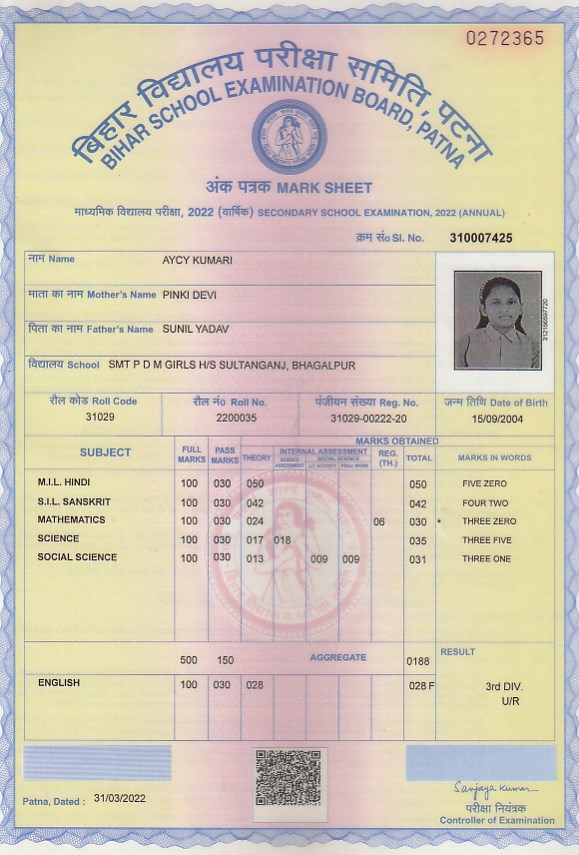 0272365
बिहार विद्यालय परीक्षा समिति, पटना
BIHAR SCHOOL EXAMINATION BOARD, PATNA
अंक पत्रक MARK SHEET
माध्यमिक विद्यालय परीक्षा, 2022 (वार्षिक) SECONDARY SCHOOL EXAMINATION, 2022 (ANNUAL)
क्रम सं० Sl. No. 310007425
नाम Name AYCY KUMARI
माता का नाम Mother's Name PINKI DEVI
पिता का नाम Father's Name SUNIL YADAV
विद्यालय School SMT P D M GIRLS H/S SULTANGANJ, BHAGALPUR
रौल कोड Roll Code रौल नं० Roll No. पंजीयन संख्या Reg. No. जन्म तिथि Date of Birth
31029 2200035 31029-00222-20 15/09/2004
MARKS OBTAINED
SUBJECT FULL MARKS PASS MARKS THEORY INTERNAL ASSESSMENT REG. (TH.) TOTAL MARKS IN WORDS
SCIENCE ASSESSMENT SOCIAL SCIENCE
M.I.L. HINDI 100 030 050 050 FIVE ZERO
S.I.L. SANSKRIT 100 030 042 042 FOUR TWO
MATHEMATICS 100 030 024 06 030 * THREE ZERO
SCIENCE 100 030 017 018 035 THREE FIVE
SOCIAL SCIENCE 100 030 013 009 009 031 THREE ONE
500 150 AGGREGATE 0188 RESULT
ENGLISH 100 030 028 028 F 3rd DIV.
U/R
Patna, Dated : 31/03/2022
Sanjaya Kumar
परीक्षा नियंत्रक
Controller of Examination